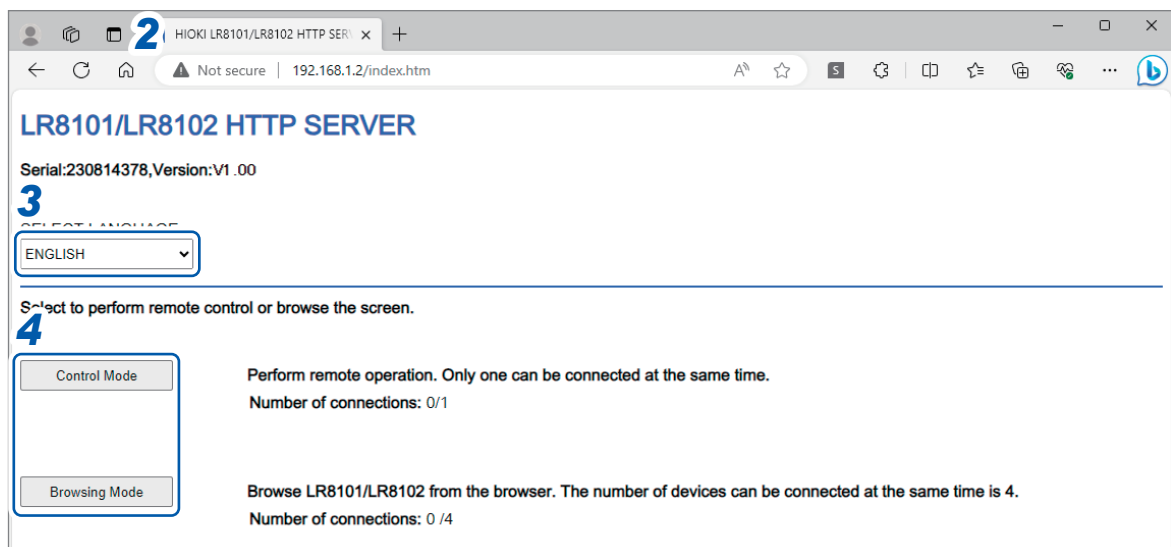 2
HIOKI LR8101/LR8102 HTTP SER
Not secure | 192.168.1.2/index.htm
LR8101/LR8102 HTTP SERVER
Serial:230814378,Version:V1.00
3
SELECT LANGUAGE
ENGLISH
Select to perform remote control or browse the screen.
4
Control Mode
Perform remote operation. Only one can be connected at the same time.
Number of connections: 0/1
Browsing Mode
Browse LR8101/LR8102 from the browser. The number of devices can be connected at the same time is 4.
Number of connections: 0 /4